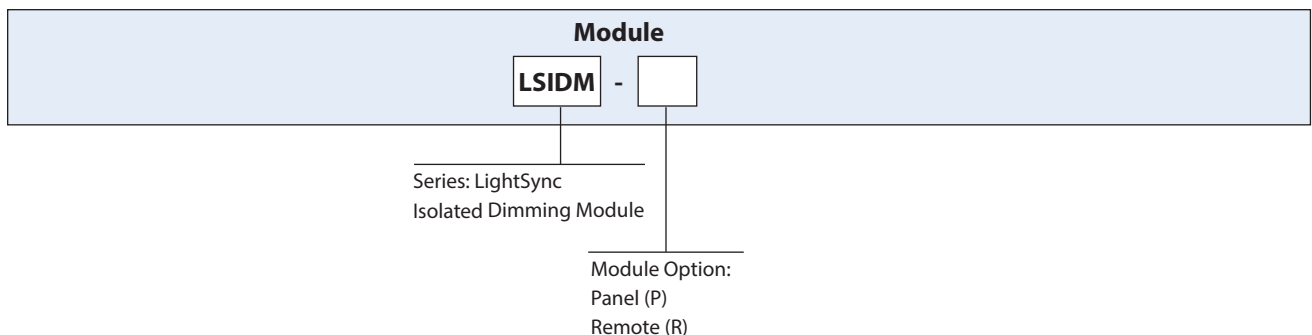 Module
LSIDM -
Series: LightSync
Isolated Dimming Module
Module Option:
Panel (P)
Remote (R)